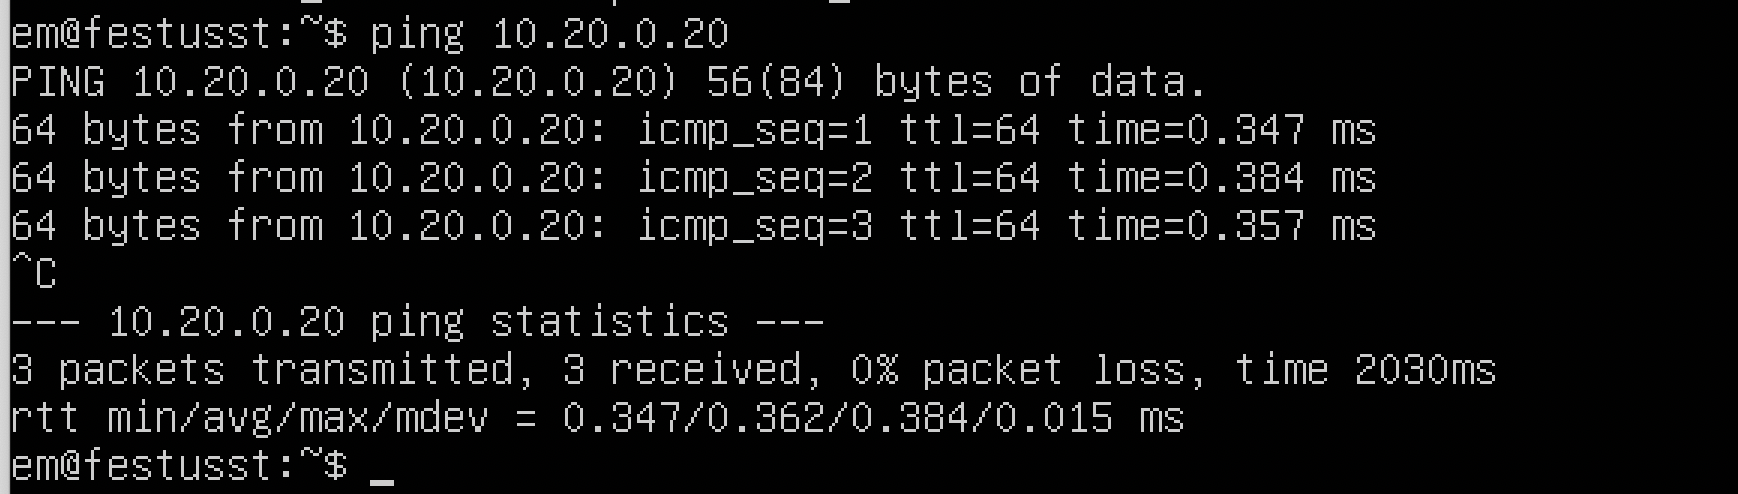 em@festusst:~$ ping 10.20.0.20
PING 10.20.0.20 (10.20.0.20) 56(84) bytes of data.
64 bytes from 10.20.0.20: icmp_seq=1 ttl=64 time=0.347 ms
64 bytes from 10.20.0.20: icmp_seq=2 ttl=64 time=0.384 ms
64 bytes from 10.20.0.20: icmp_seq=3 ttl=64 time=0.357 ms
^C
--- 10.20.0.20 ping statistics ---
3 packets transmitted, 3 received, 0% packet loss, time 2030ms
rtt min/avg/max/mdev = 0.347/0.362/0.384/0.015 ms
em@festusst:~$ _